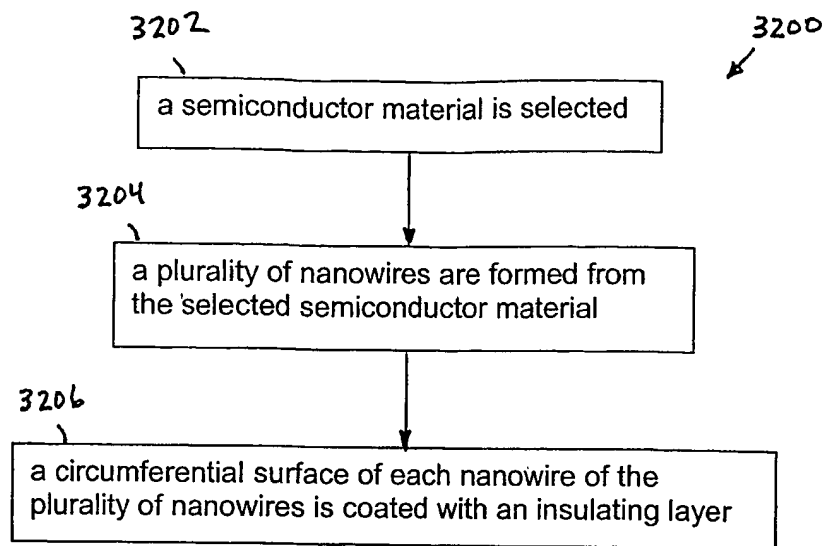 3202
3200
a semiconductor material is selected
3204
a plurality of nanowires are formed from
the selected semiconductor material
3206
a circumferential surface of each nanowire of the
plurality of nanowires is coated with an insulating layer